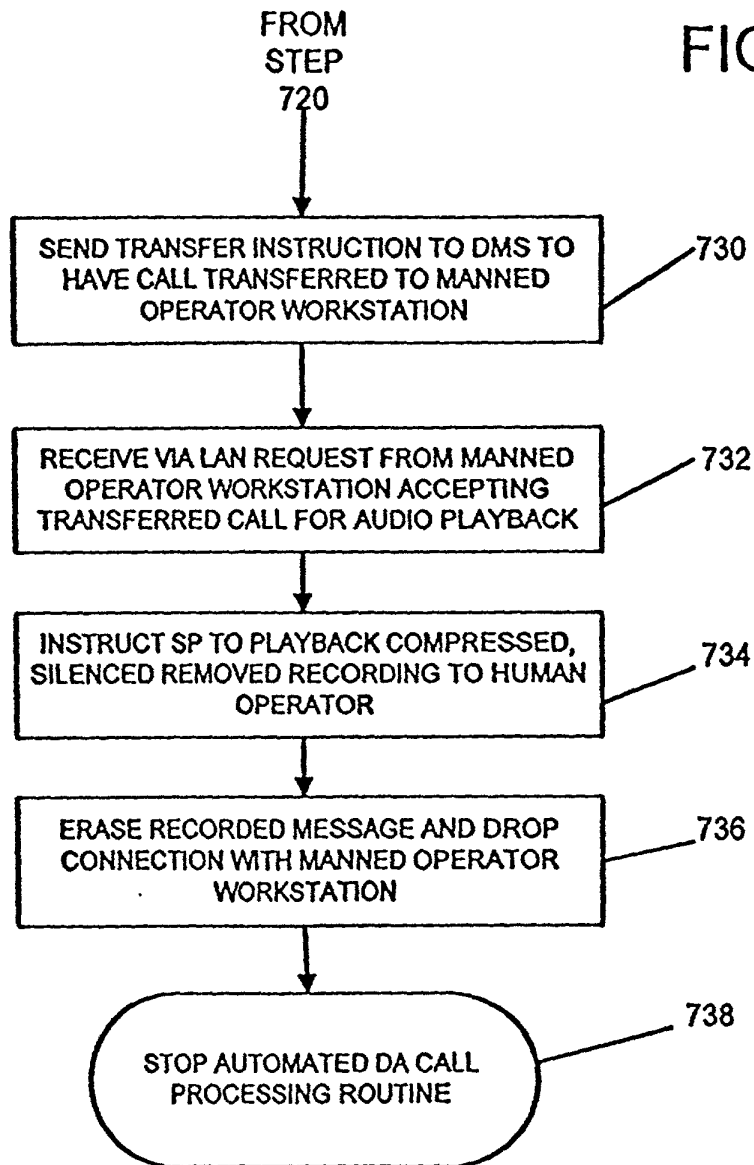 FROM
STEP
720
FIG
SEND TRANSFER INSTRUCTION TO DMS TO
HAVE CALL TRANSFERRED TO MANNED
OPERATOR WORKSTATION
730
RECEIVE VIA LAN REQUEST FROM MANNED
OPERATOR WORKSTATION ACCEPTING
TRANSFERRED CALL FOR AUDIO PLAYBACK
732
INSTRUCT SP TO PLAYBACK COMPRESSED,
SILENCED REMOVED RECORDING TO HUMAN
OPERATOR
734
ERASE RECORDED MESSAGE AND DROP
CONNECTION WITH MANNED OPERATOR
WORKSTATION
736
STOP AUTOMATED DA CALL
PROCESSING ROUTINE
738